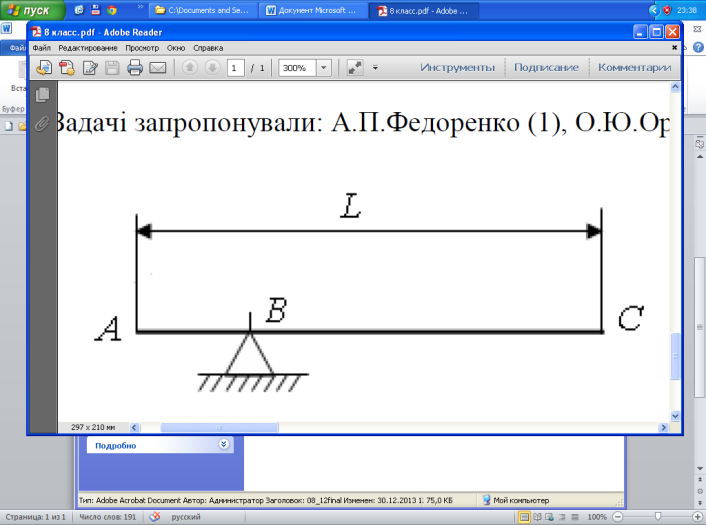 пуск
C:\Documents and Se...
Документ Microsoft ...
8 класс.pdf - Adobe ...
23:38
8 класс.pdf - Adobe Reader
Файл Редактирование Просмотр Окно Справка
1 / 1 300% Инструменты Подписание Комментарии
Задачі запропонували: А.П.Федоренко (1), О.Ю.Ор
L
A B C
297 x 210 мм
Подробно
Тип: Adobe Acrobat Document Автор: Администратор Заголовок: 08_12final Изменен: 30.12.2013 1: 75,0 КБ Мой компьютер
Страница: 1 из 1 Число слов: 191 русский 100%